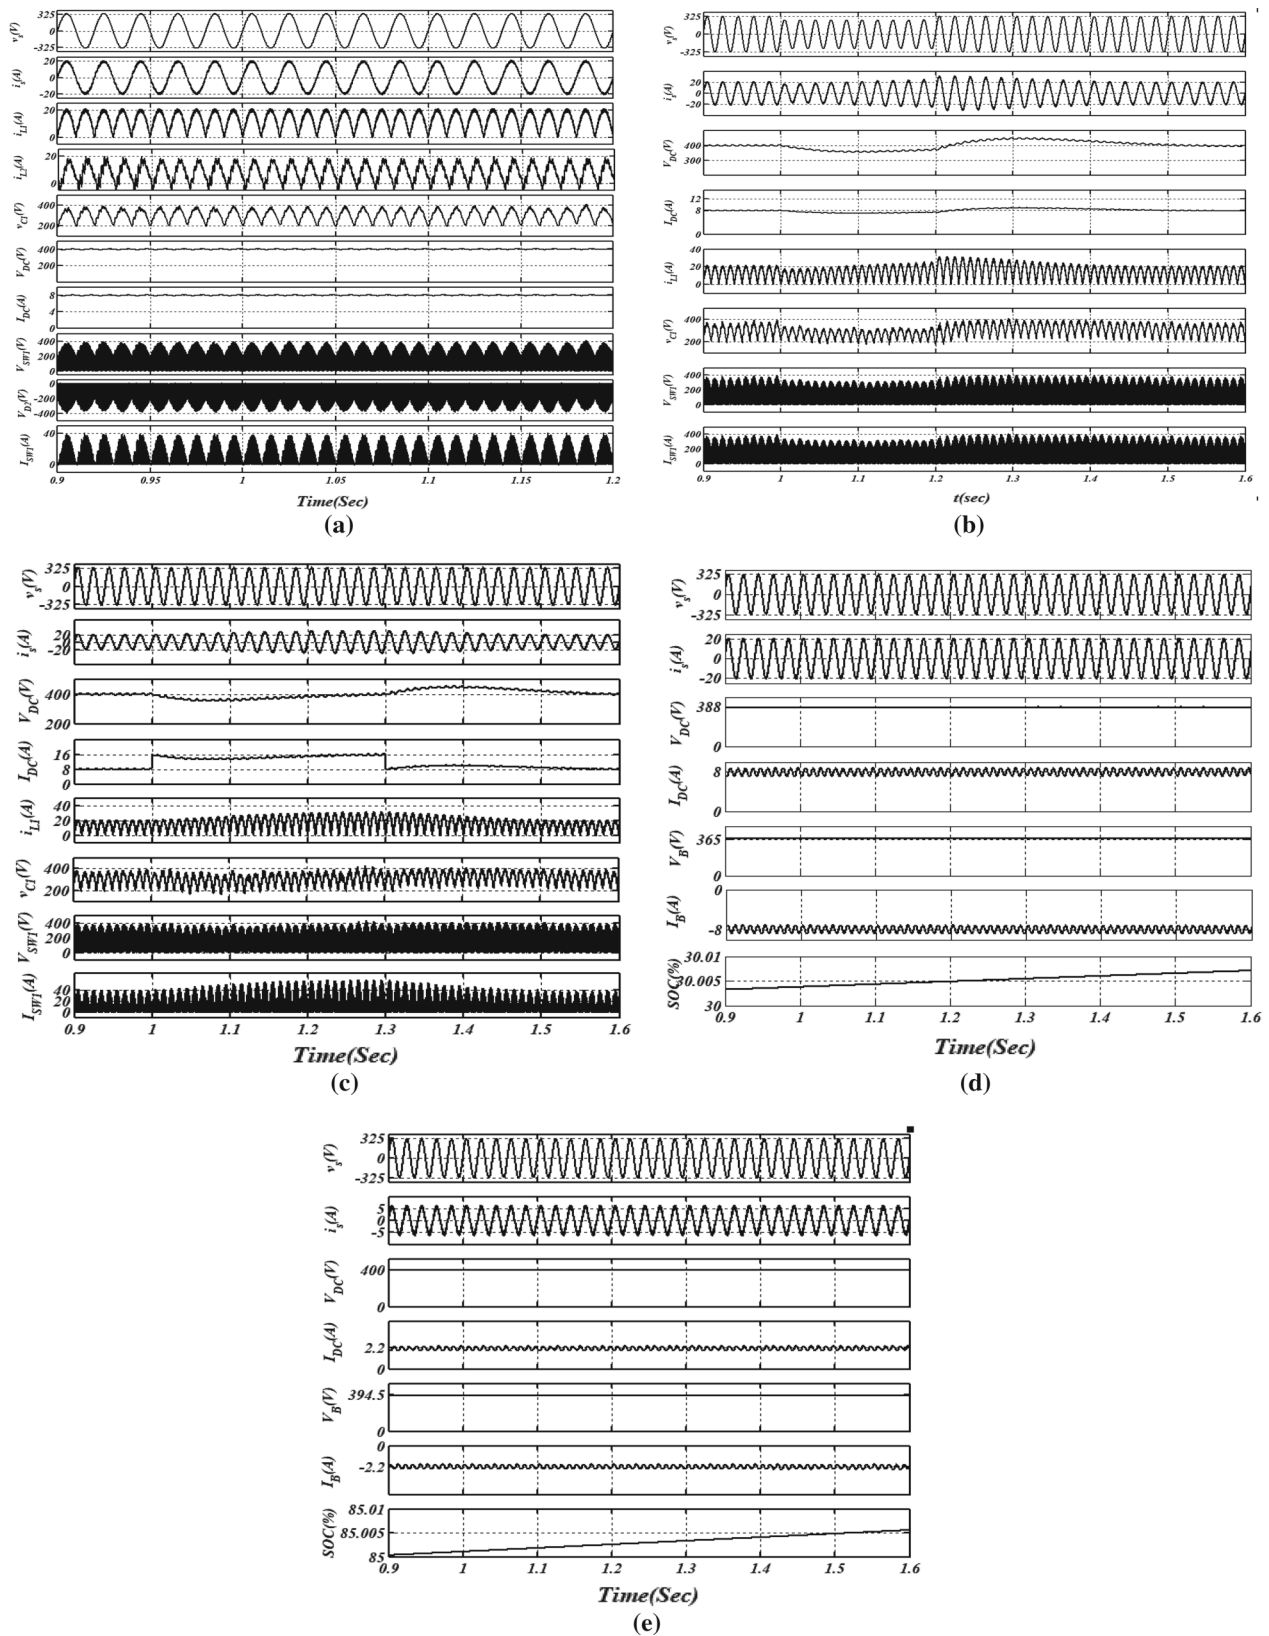 v_s(V) 325 0 -325
i_s(A) 20 0 -20
i_L1(A) 20 0
i_L2(A) 20 0
v_C1(V) 400 200
V_DC(V) 400 200
I_DC(A) 8 4 0
V_SW1(V) 400 200 0
V_D2(V) 0 -200 -400
I_SW1(A) 40 0
0.9 0.95 1 1.05 1.1 1.15 1.2
Time(Sec)
(a)
v_s(V) 325 0 -325
i_s(A) 20 0 -20
V_DC(V) 400 300
I_DC(A) 12 8 0
i_L1(A) 40 20 0
v_C1(V) 400 200
V_SW1(V) 400 200 0
I_SW1(A) 400 200 0
0.9 1 1.1 1.2 1.3 1.4 1.5 1.6
t(sec)
(b)
v_s(V) 325 0 -325
i_s(A) 20 0 -20
V_DC(V) 400 200
I_DC(A) 16 8 0
i_L1(A) 40 20 0
v_C1(V) 400 200
V_SW1(V) 400 200 0
I_SW1(A) 40 20 0
0.9 1 1.1 1.2 1.3 1.4 1.5 1.6
Time(Sec)
(c)
v_s(V) 325 0 -325
i_s(A) 20 0 -20
V_DC(V) 388 0
I_DC(A) 8 0
V_B(V) 365 0
I_B(A) 0 -8
SOC(%) 30.01 30.005 30
0.9 1 1.1 1.2 1.3 1.4 1.5 1.6
Time(Sec)
(d)
v_s(V) 325 0 -325
i_s(A) 5 0 -5
V_DC(V) 400 0
I_DC(A) 2.2 0
V_B(V) 394.5 0
I_B(A) 0 -2.2
SOC(%) 85.01 85.005 85
0.9 1 1.1 1.2 1.3 1.4 1.5 1.6
Time(Sec)
(e)